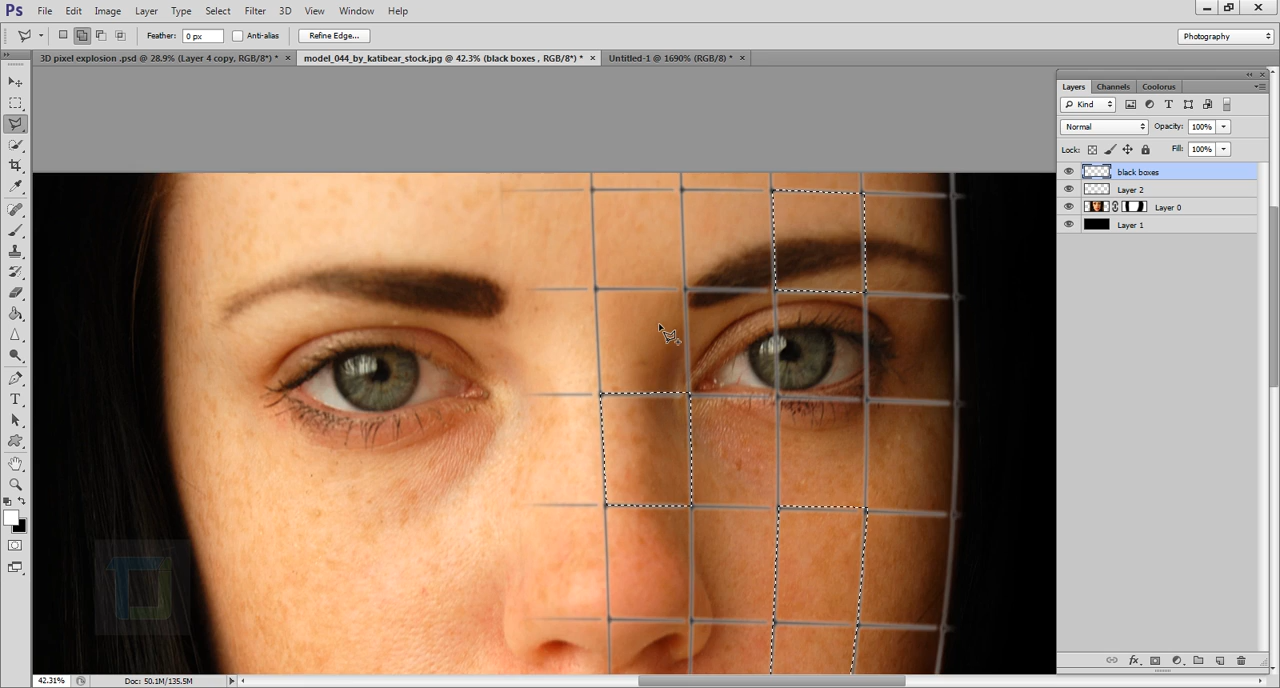 Ps File Edit Image Layer Type Select Filter 3D View Window Help
Feather: 0 px Anti-alias Refine Edge... Photography
3D pixel explosion .psd @ 28.9% (Layer 4 copy, RGB/8*) * × model_044_by_katibear_stock.jpg @ 42.3% (black boxes , RGB/8*) * × Untitled-1 @ 1690% (RGB/8) * ×
Layers Channels Coolorus
Kind
Normal Opacity: 100%
Lock: Fill: 100%
black boxes
Layer 2
Layer 0
Layer 1
42.31% Doc: 50.1M/135.5M